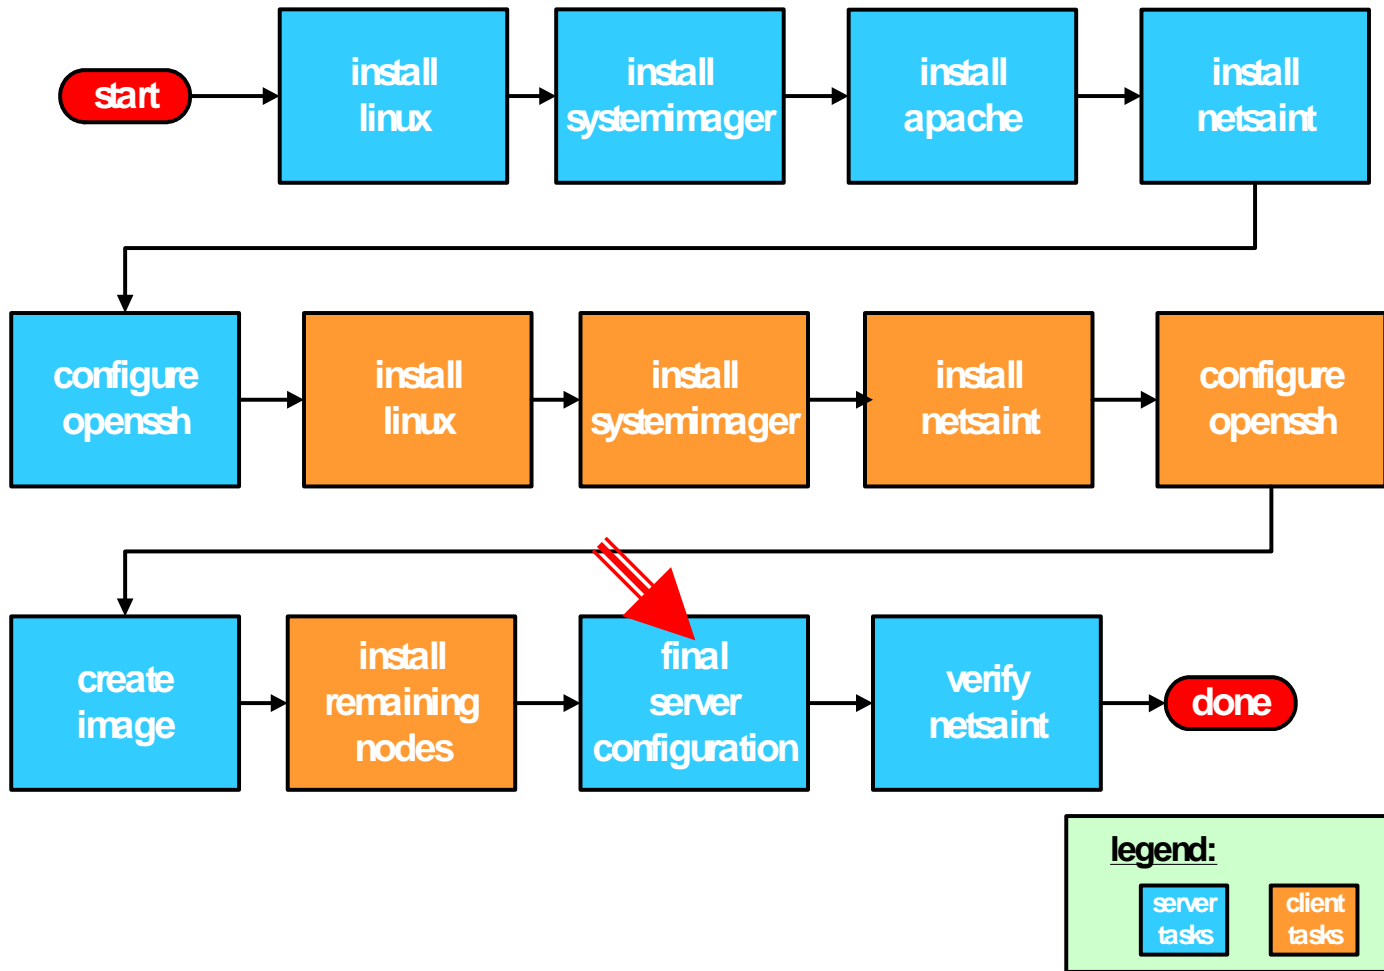 start
install
linux
install
systemimager
install
apache
install
netsaint
configure
openssh
install
linux
install
systemimager
install
netsaint
configure
openssh
create
image
install
remaining
nodes
final
server
configuration
verify
netsaint
done
legend:
server
tasks
client
tasks